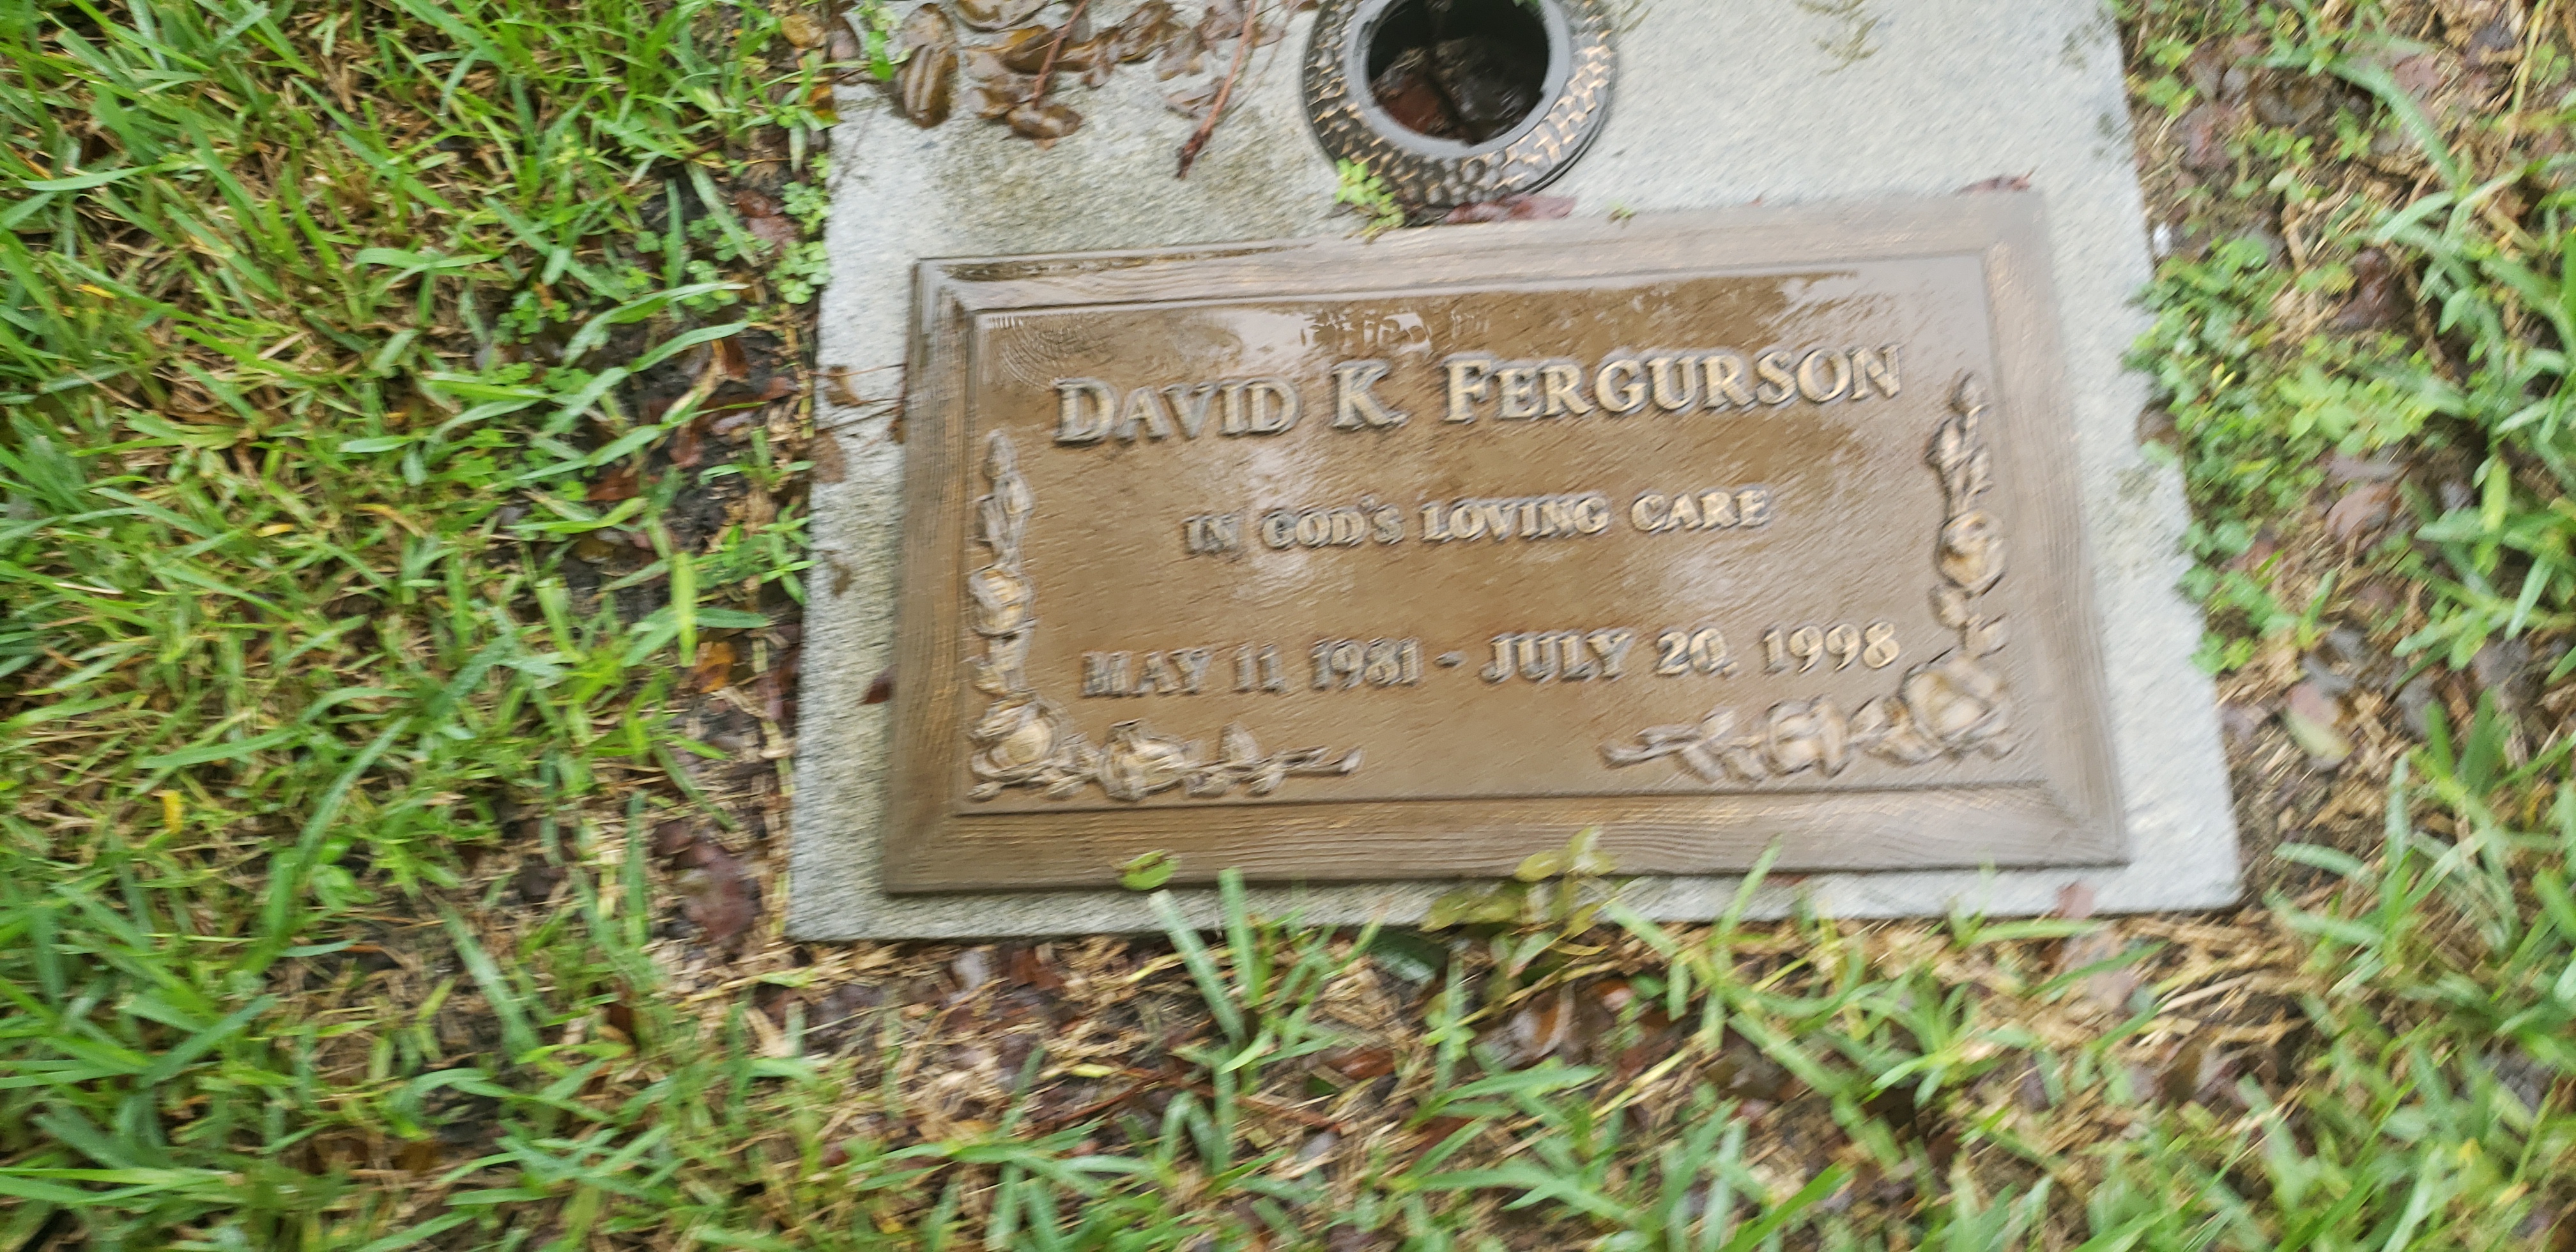 DAVID K. FERGURSON
IN GOD'S LOVING CARE
MAY 11, 1981 - JULY 20, 1998